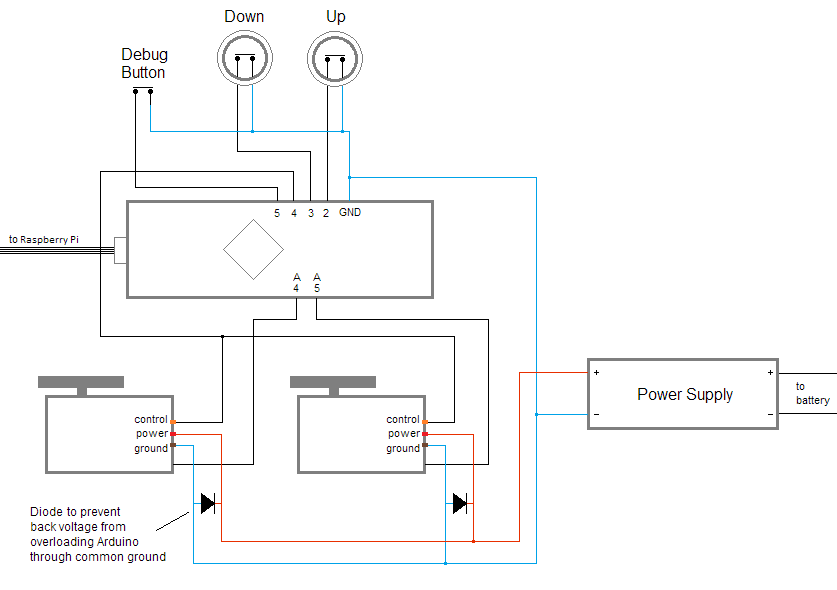 Down
Up
Debug
Button
5 4 3 2 GND
to Raspberry Pi
A A
4 5
+ +
Power Supply
to
battery
– –
control
power
ground
control
power
ground
Diode to prevent
back voltage from
overloading Arduino
through common ground